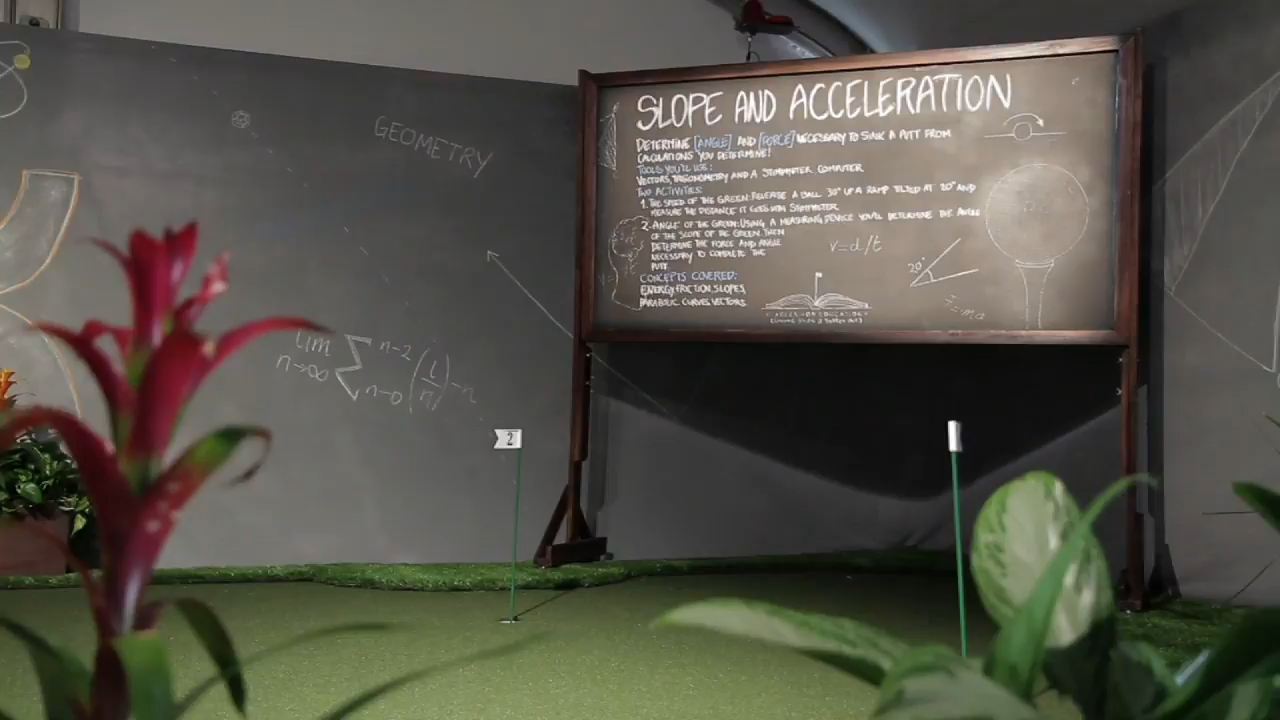 GEOMETRY
lim
n→∞
n-2
n=0
SLOPE AND ACCELERATION
DETERMINE [ANGLE] AND [FORCE] NECESSARY TO SINK A PUTT FROM
CALCULATIONS YOU DETERMINE!
TOOLS YOU'LL USE:
VECTORS, TRIGONOMETRY AND A STIMPMETER COMPUTER
TWO ACTIVITIES:
1. THE SPEED OF THE GREEN: RELEASE A BALL 30" UP A RAMP TILTED AT 20° AND
MEASURE THE DISTANCE IT GOES WITH STIMPMETER
2. ANGLE OF THE GREEN: USING A MEASURING DEVICE YOU'LL DETERMINE THE ANGLE
OF THE SLOPE OF THE GREEN. THEN
DETERMINE THE FORCE AND ANGLE
NECESSARY TO COMPLETE THE
PUTT.
CONCEPTS COVERED:
ENERGY, FRICTION, SLOPES,
PARABOLIC CURVES, VECTORS
v=d/t
20°
=ma
2